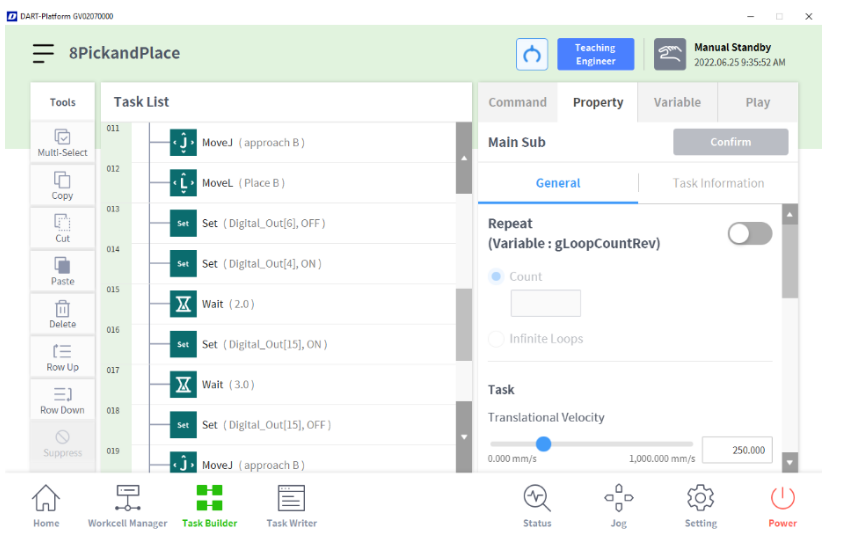 DART-Platform GV02070000
8PickandPlace
Teaching
Engineer
Manual Standby
2022.06.25 9:35:52 AM
Tools
Task List
Command
Property
Variable
Play
Multi-Select
Copy
Cut
Paste
Delete
Row Up
Row Down
Suppress
011
MoveJ ( approach B )
012
MoveL ( Place B )
013
Set Set ( Digital_Out[6], OFF )
014
Set Set ( Digital_Out[4], ON )
015
Wait ( 2.0 )
016
Set Set ( Digital_Out[15], ON )
017
Wait ( 3.0 )
018
Set Set ( Digital_Out[15], OFF )
019
MoveJ ( approach B )
Main Sub
Confirm
General
Task Information
Repeat
(Variable : gLoopCountRev)
Count
Infinite Loops
Task
Translational Velocity
0.000 mm/s
1,000.000 mm/s
250.000
Home
Workcell Manager
Task Builder
Task Writer
Status
Jog
Setting
Power